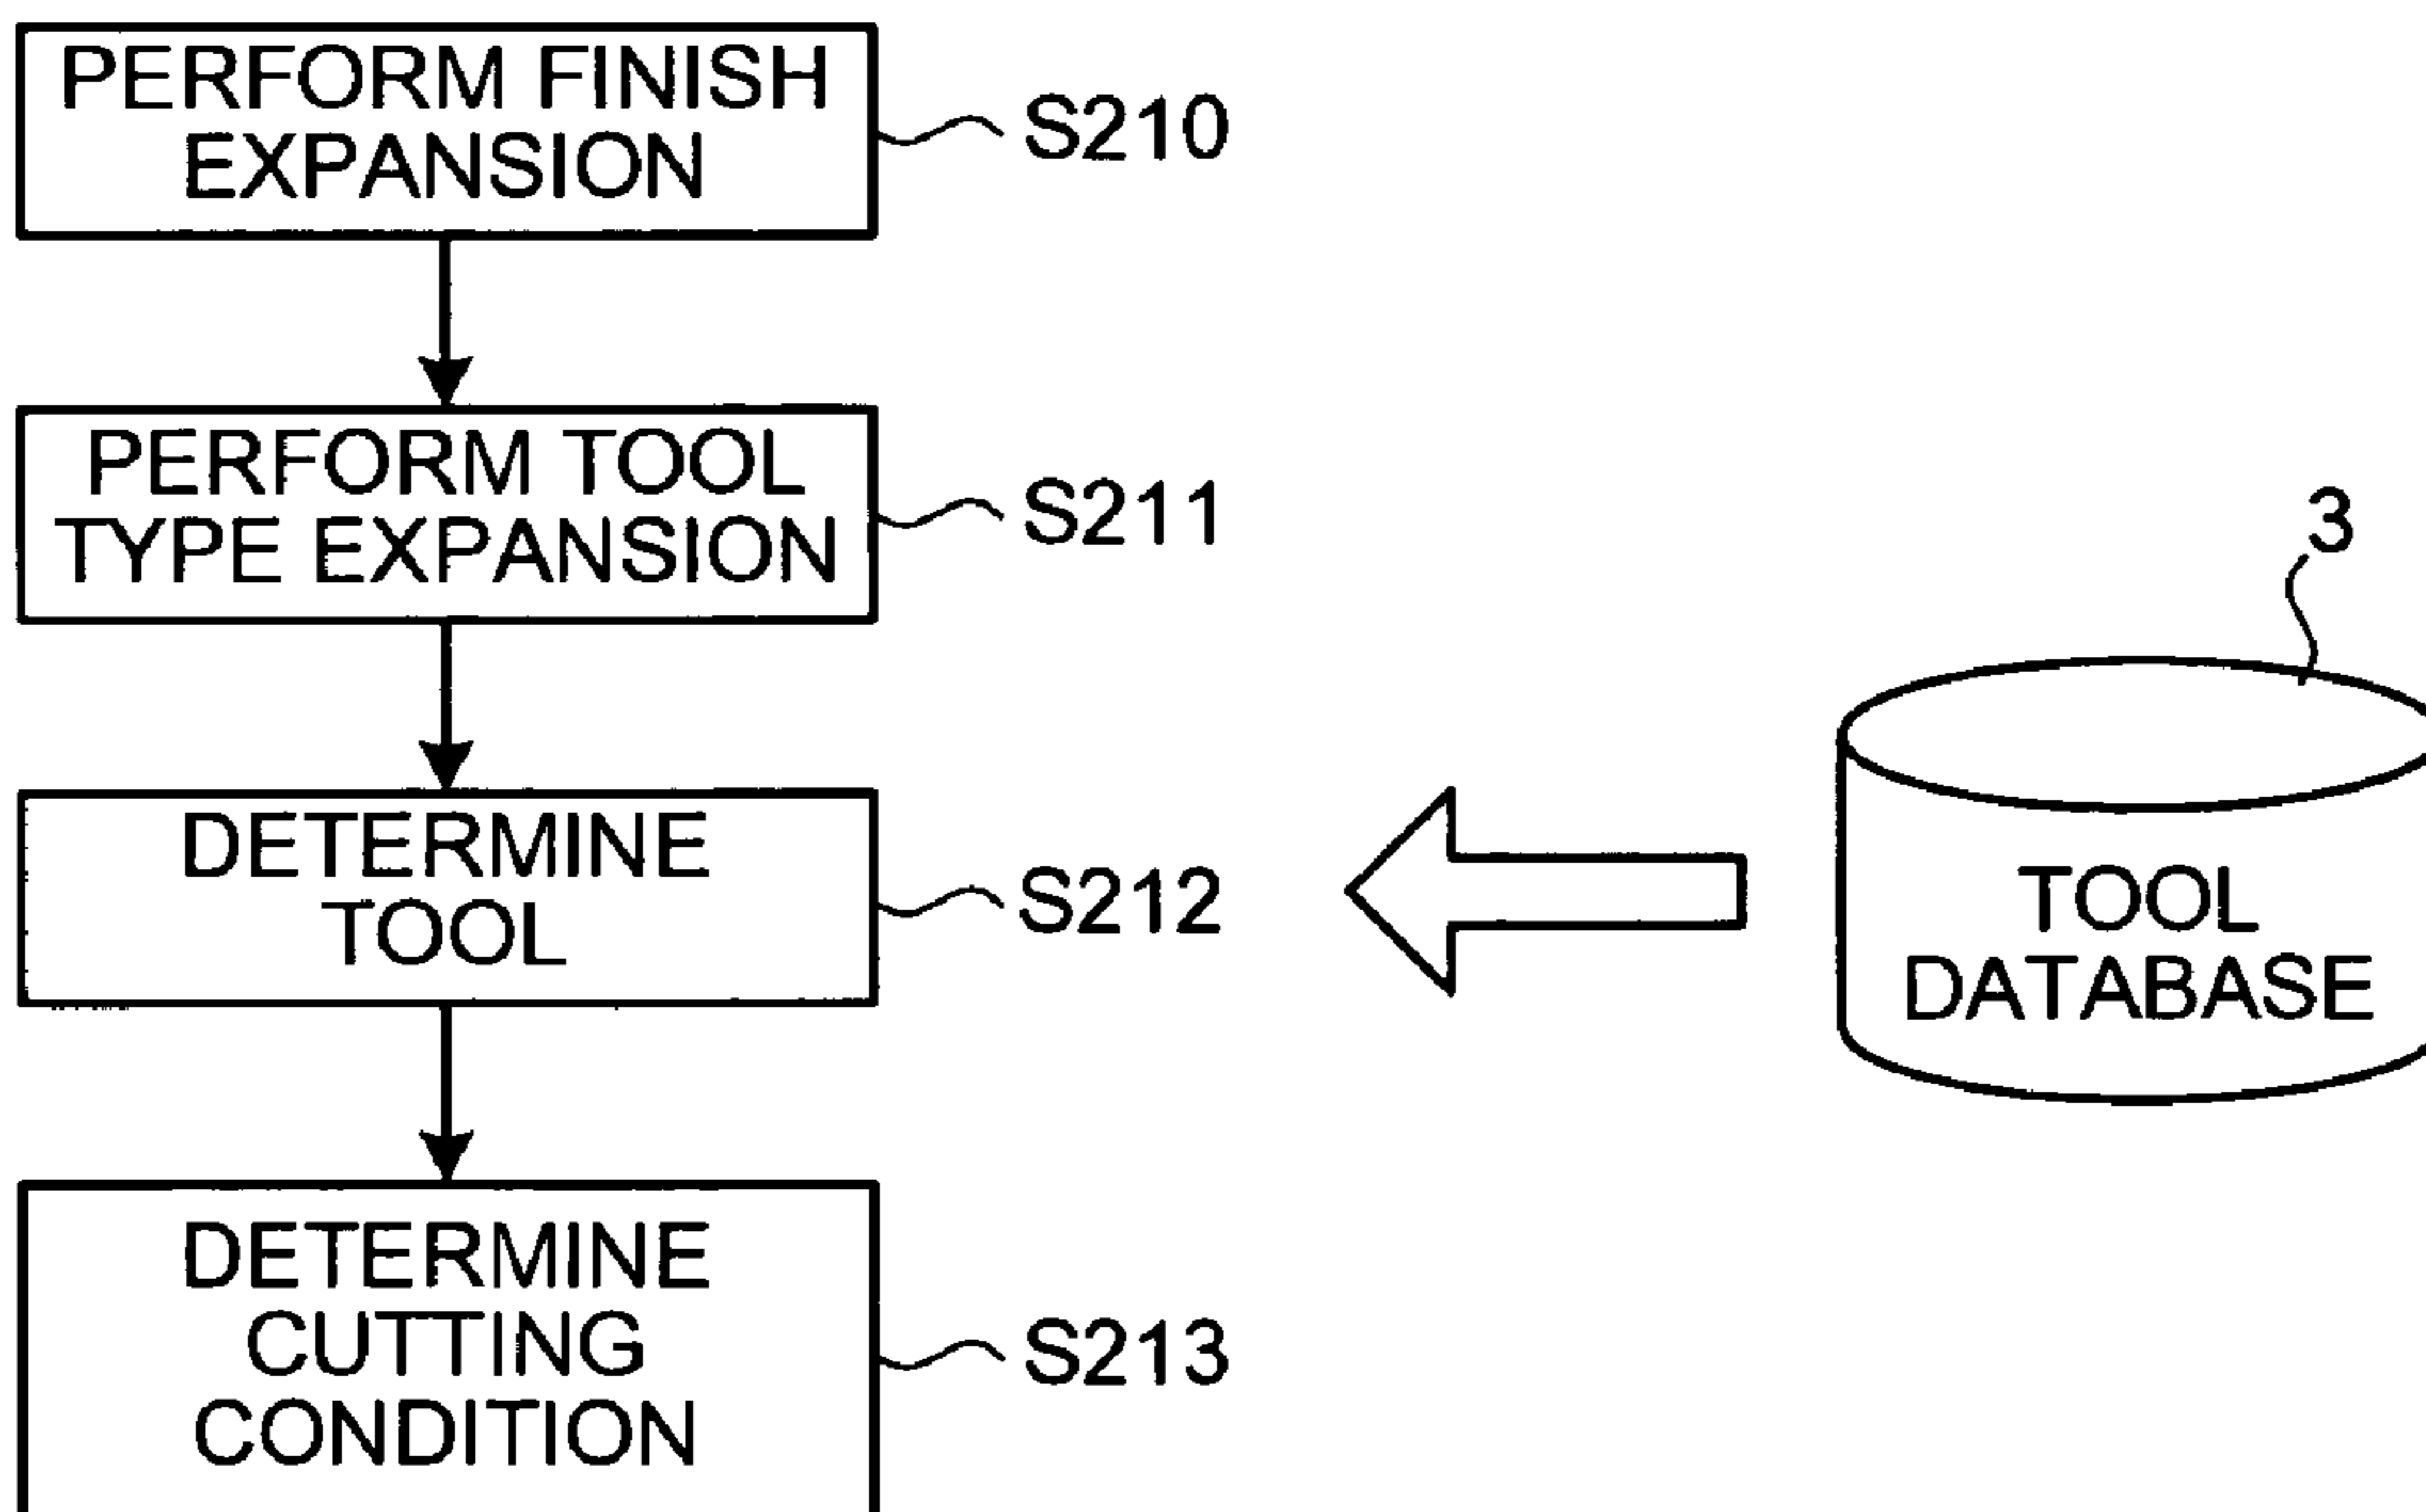 PERFORM FINISH
EXPANSION
S210
PERFORM TOOL
TYPE EXPANSION
S211
3
DETERMINE
TOOL
S212
TOOL
DATABASE
DETERMINE
CUTTING
CONDITION
S213